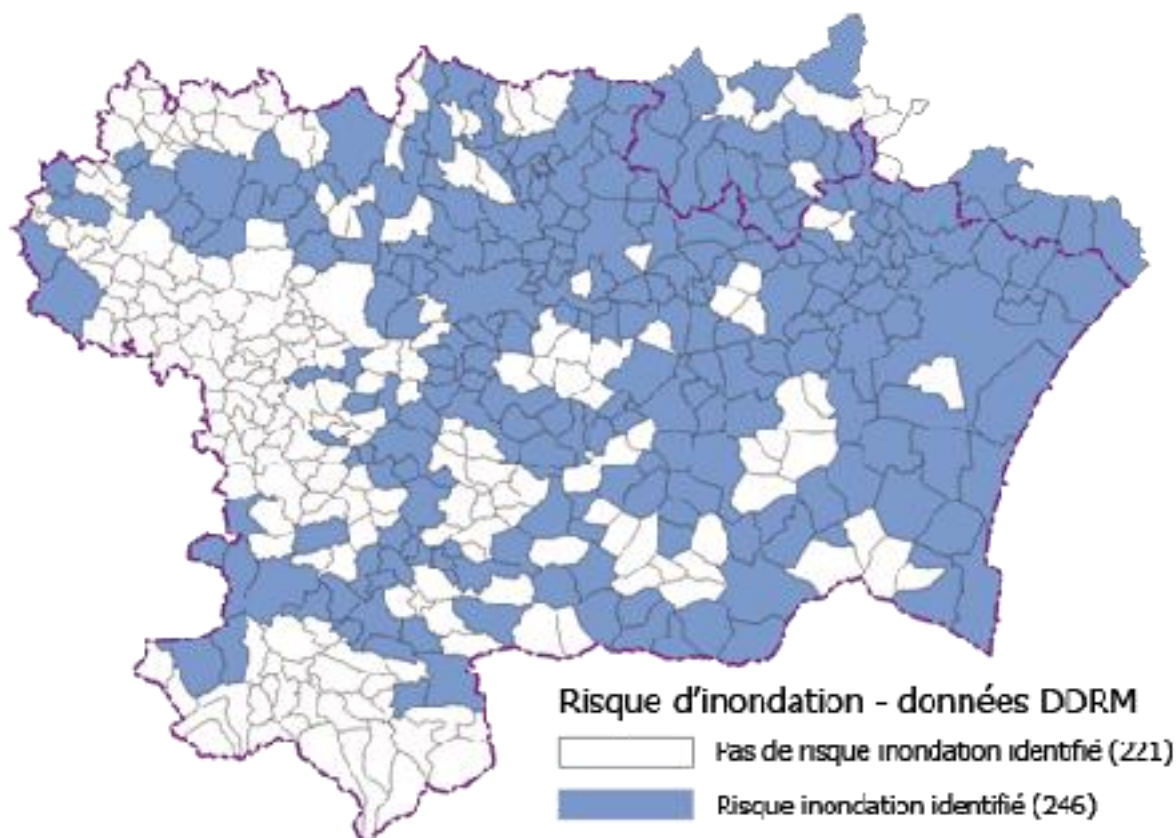 Risque d'inondation - données DDRM
Pas de risque inondation identifié (221)
Risque inondation identifié (246)